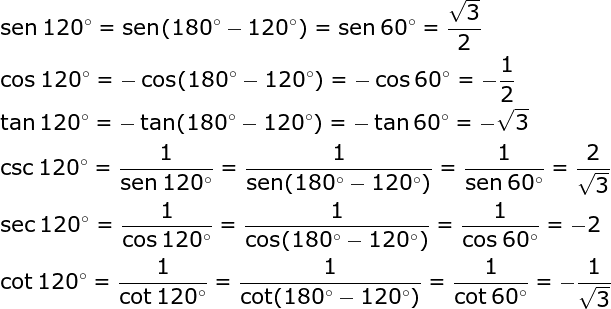 sen 120° = sen(180° − 120°) = sen 60° = √3/2
cos 120° = − cos(180° − 120°) = − cos 60° = −1/2
tan 120° = − tan(180° − 120°) = − tan 60° = −√3
csc 120° = 1/sen 120° = 1/sen(180° − 120°) = 1/sen 60° = 2/√3
sec 120° = 1/cos 120° = 1/cos(180° − 120°) = 1/cos 60° = −2
cot 120° = 1/cot 120° = 1/cot(180° − 120°) = 1/cot 60° = −1/√3